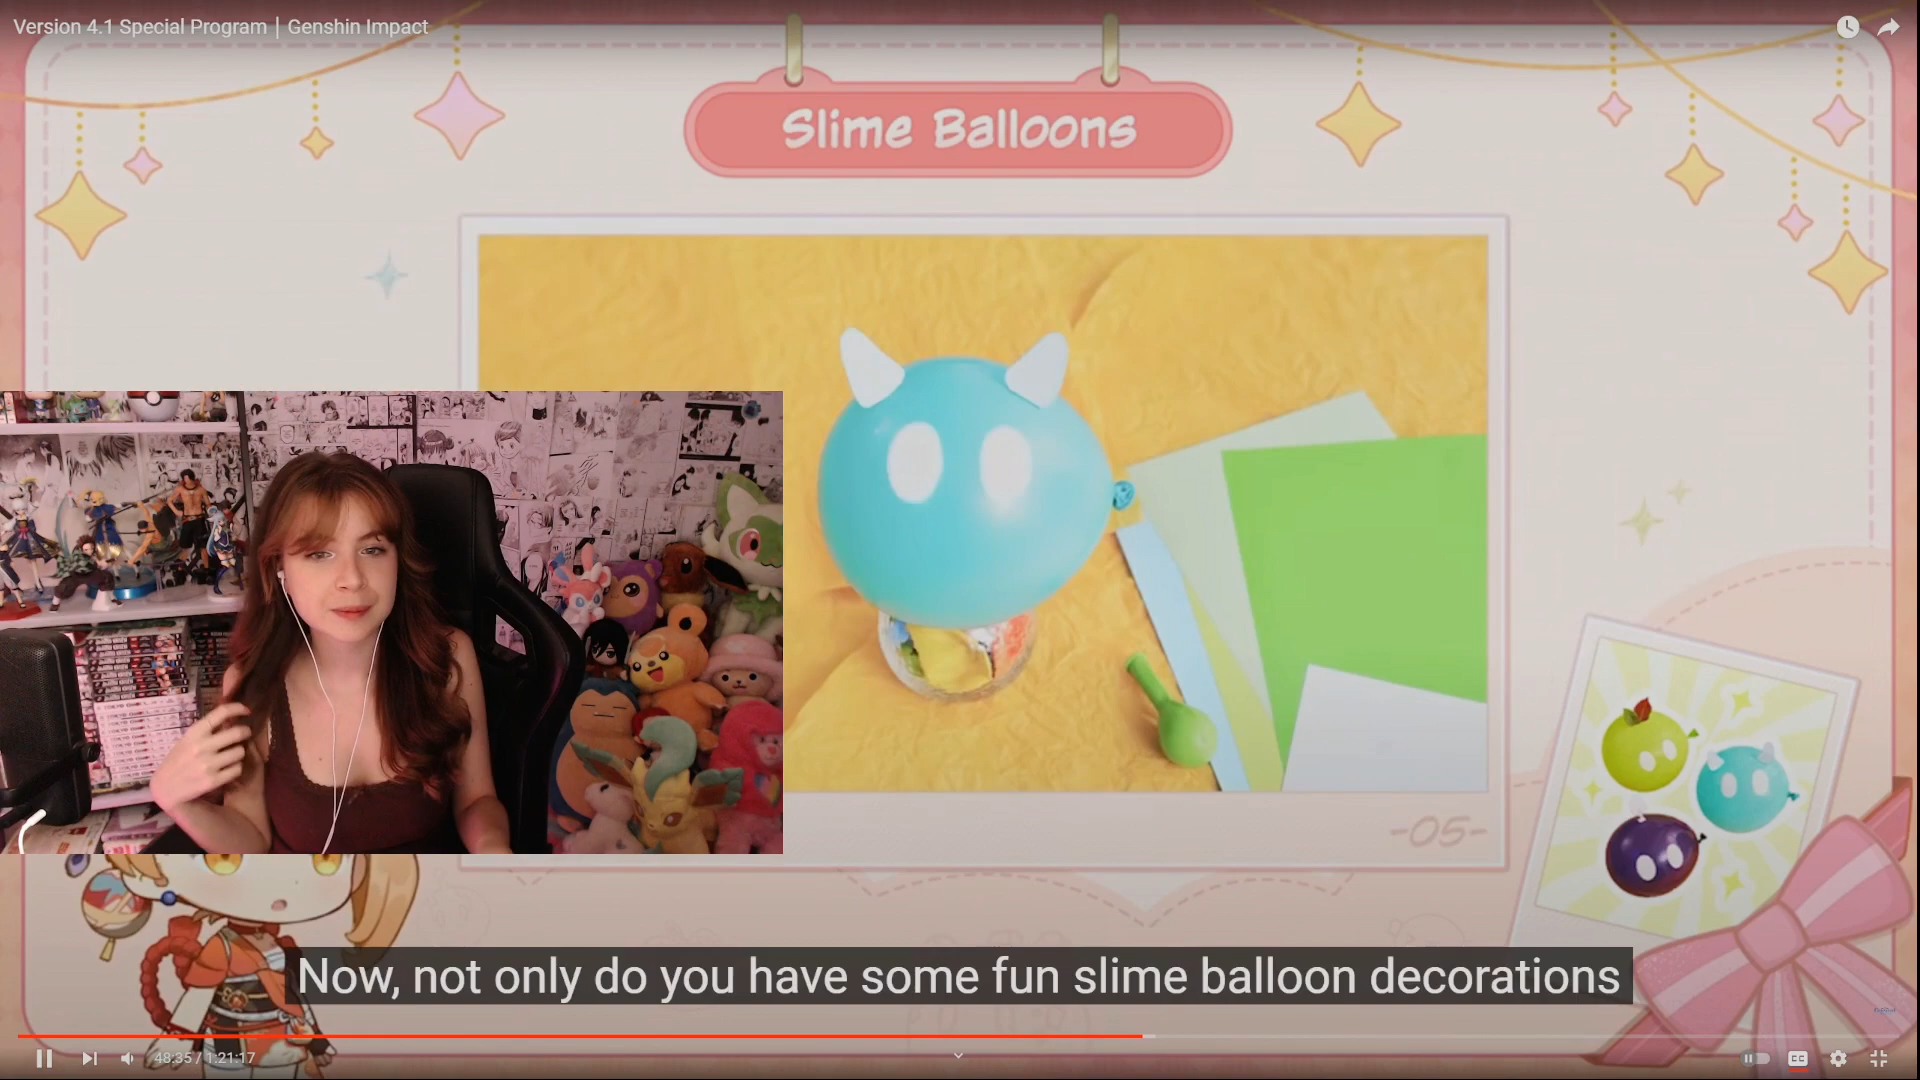 Version 4.1 Special Program | Genshin Impact
Slime Balloons
-05-
Now, not only do you have some fun slime balloon decorations
48:35 / 1:21:17
CC